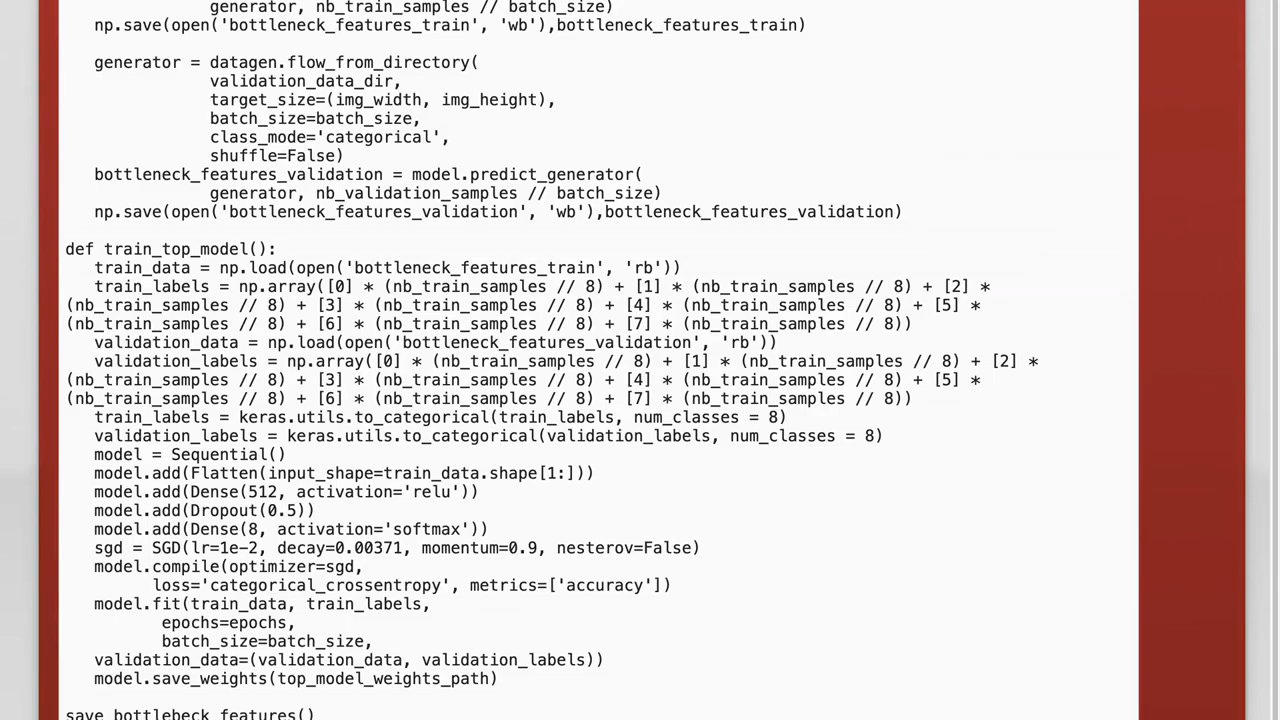 generator, nb_train_samples // batch_size)
np.save(open('bottleneck_features_train', 'wb'),bottleneck_features_train)
generator = datagen.flow_from_directory(
validation_data_dir,
target_size=(img_width, img_height),
batch_size=batch_size,
class_mode='categorical',
shuffle=False)
bottleneck_features_validation = model.predict_generator(
generator, nb_validation_samples // batch_size)
np.save(open('bottleneck_features_validation', 'wb'),bottleneck_features_validation)
def train_top_model():
train_data = np.load(open('bottleneck_features_train', 'rb'))
train_labels = np.array([0] * (nb_train_samples // 8) + [1] * (nb_train_samples // 8) + [2] *
(nb_train_samples // 8) + [3] * (nb_train_samples // 8) + [4] * (nb_train_samples // 8) + [5] *
(nb_train_samples // 8) + [6] * (nb_train_samples // 8) + [7] * (nb_train_samples // 8))
validation_data = np.load(open('bottleneck_features_validation', 'rb'))
validation_labels = np.array([0] * (nb_train_samples // 8) + [1] * (nb_train_samples // 8) + [2] *
(nb_train_samples // 8) + [3] * (nb_train_samples // 8) + [4] * (nb_train_samples // 8) + [5] *
(nb_train_samples // 8) + [6] * (nb_train_samples // 8) + [7] * (nb_train_samples // 8))
train_labels = keras.utils.to_categorical(train_labels, num_classes = 8)
validation_labels = keras.utils.to_categorical(validation_labels, num_classes = 8)
model = Sequential()
model.add(Flatten(input_shape=train_data.shape[1:]))
model.add(Dense(512, activation='relu'))
model.add(Dropout(0.5))
model.add(Dense(8, activation='softmax'))
sgd = SGD(lr=1e-2, decay=0.00371, momentum=0.9, nesterov=False)
model.compile(optimizer=sgd,
loss='categorical_crossentropy', metrics=['accuracy'])
model.fit(train_data, train_labels,
epochs=epochs,
batch_size=batch_size,
validation_data=(validation_data, validation_labels))
model.save_weights(top_model_weights_path)
save_bottlebeck_features()